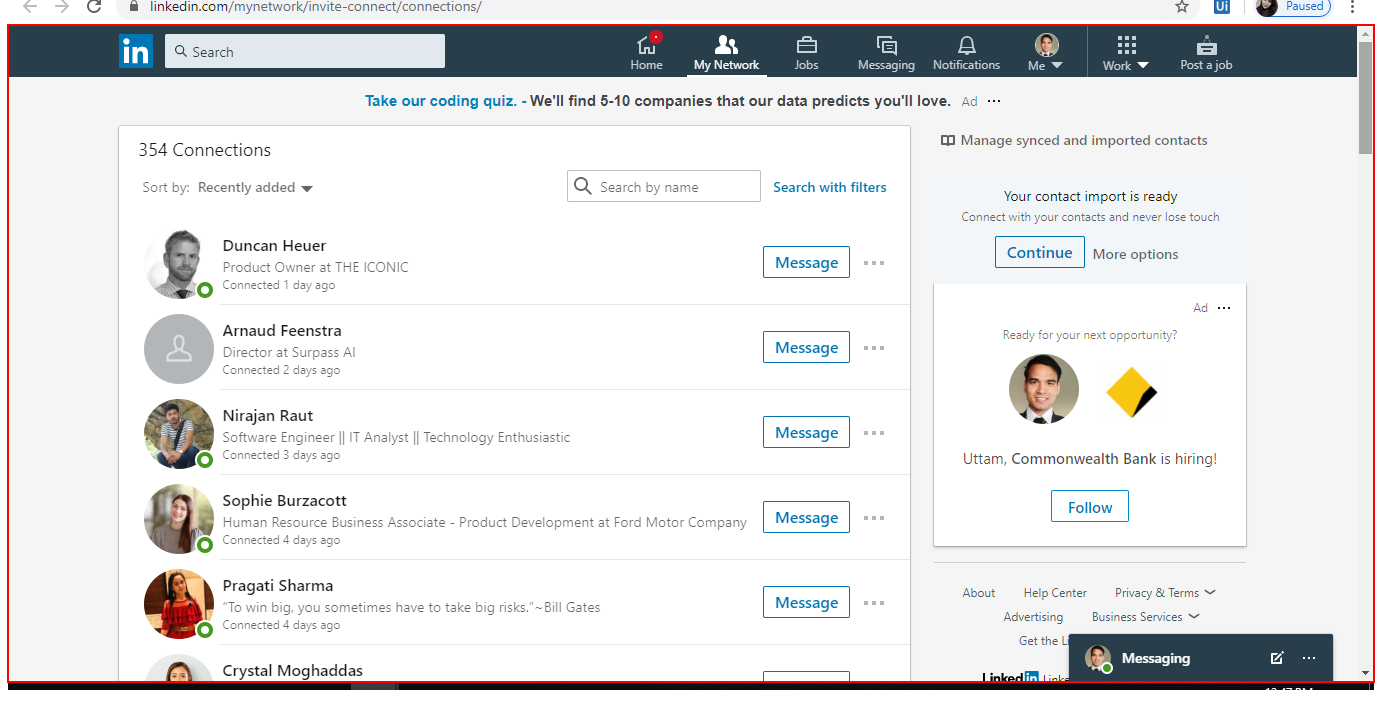 linkedin.com/mynetwork/invite-connect/connections/
Ui
Paused
in
Search
Home
My Network
Jobs
Messaging
Notifications
Me
Work
Post a job
Take our coding quiz. - We'll find 5-10 companies that our data predicts you'll love. Ad ···
354 Connections
Sort by: Recently added
Search by name
Search with filters
Duncan Heuer
Product Owner at THE ICONIC
Connected 1 day ago
Message
Arnaud Feenstra
Director at Surpass AI
Connected 2 days ago
Message
Nirajan Raut
Software Engineer || IT Analyst || Technology Enthusiastic
Connected 3 days ago
Message
Sophie Burzacott
Human Resource Business Associate - Product Development at Ford Motor Company
Connected 4 days ago
Message
Pragati Sharma
"To win big, you sometimes have to take big risks."~Bill Gates
Connected 4 days ago
Message
Crystal Moghaddas
Manage synced and imported contacts
Your contact import is ready
Connect with your contacts and never lose touch
Continue
More options
Ad ···
Ready for your next opportunity?
Uttam, Commonwealth Bank is hiring!
Follow
About
Help Center
Privacy & Terms
Advertising
Business Services
Get the Li
Messaging
Linked in Linke